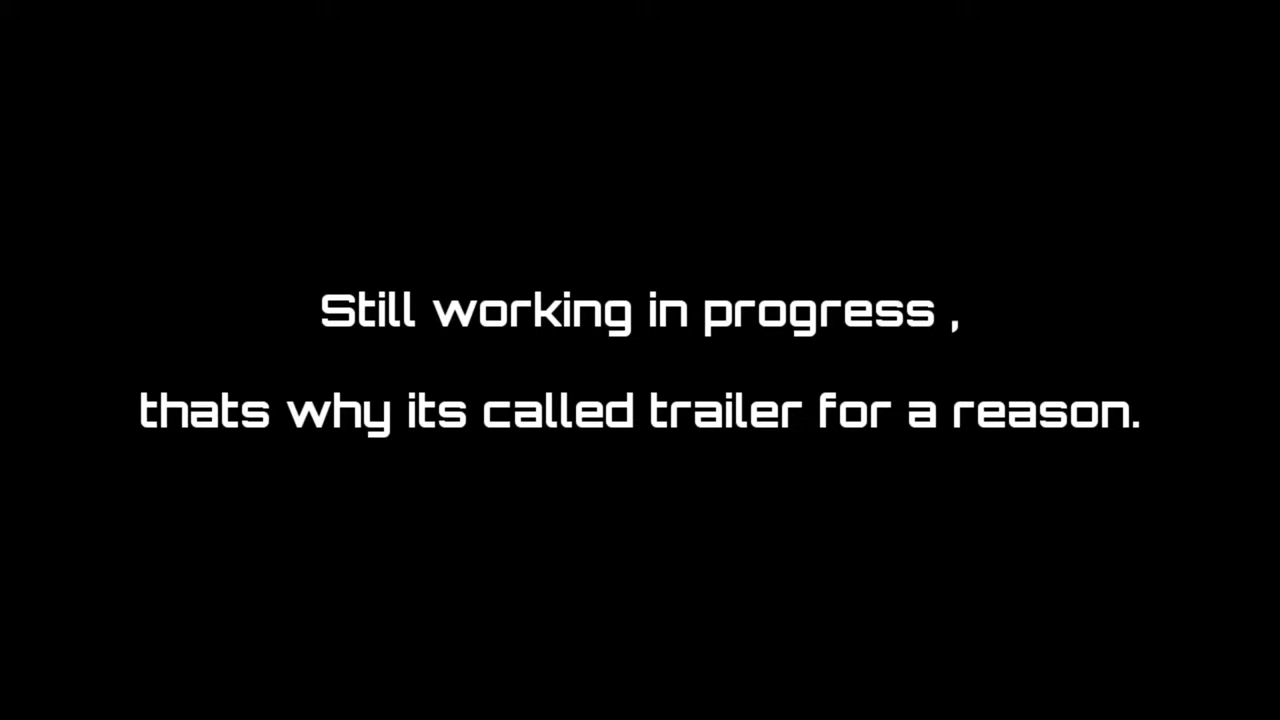 Still working in progress ,
thats why its called trailer for a reason.